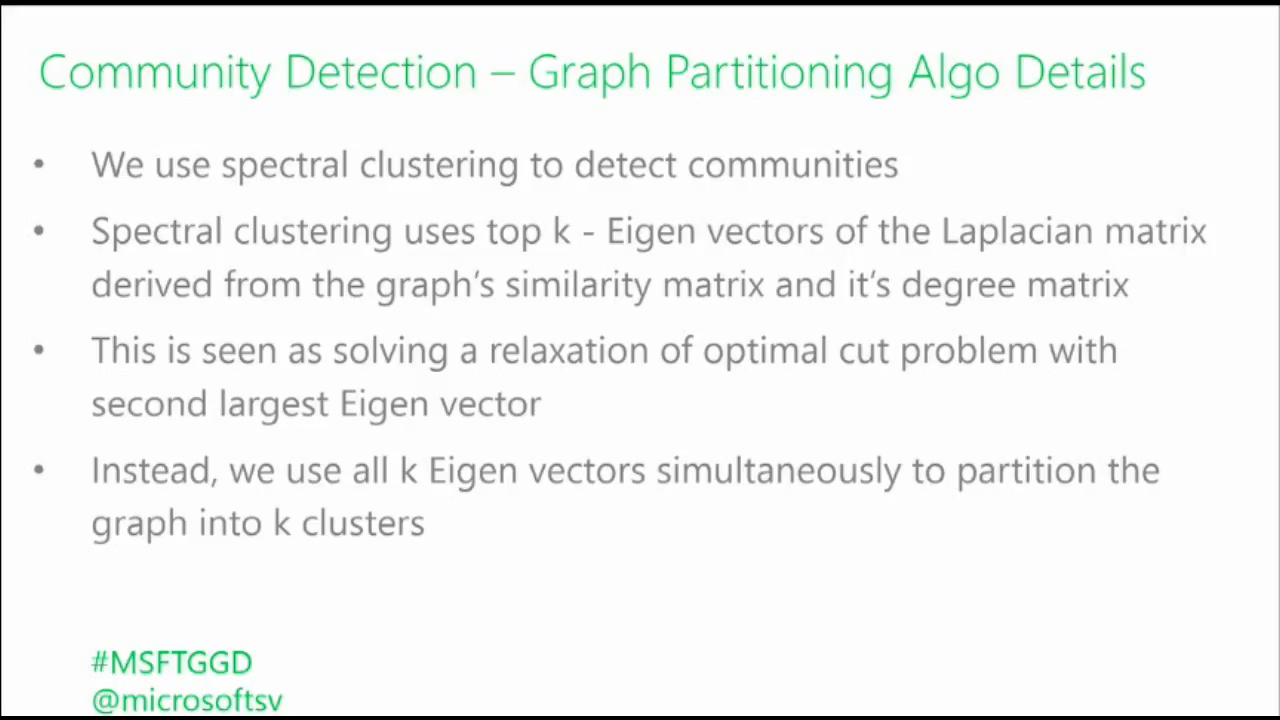 Community Detection – Graph Partitioning Algo Details
• We use spectral clustering to detect communities
• Spectral clustering uses top k - Eigen vectors of the Laplacian matrix
derived from the graph's similarity matrix and it's degree matrix
• This is seen as solving a relaxation of optimal cut problem with
second largest Eigen vector
• Instead, we use all k Eigen vectors simultaneously to partition the
graph into k clusters
#MSFTGGD
@microsoftsv